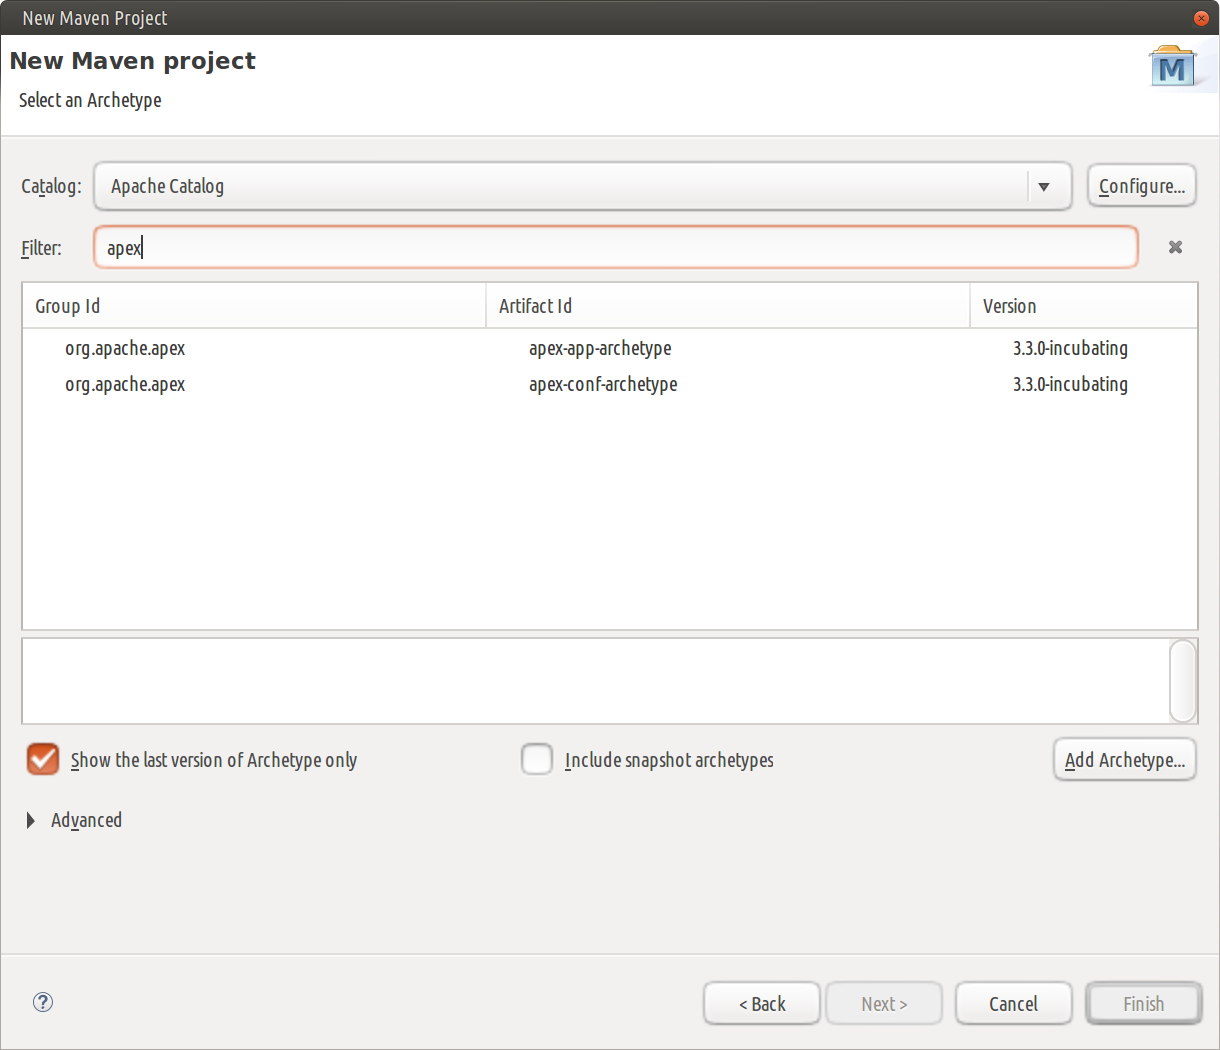 New Maven Project
New Maven project
M
Select an Archetype
Catalog: Apache Catalog Configure...
Filter: apex
Group Id Artifact Id Version
org.apache.apex apex-app-archetype 3.3.0-incubating
org.apache.apex apex-conf-archetype 3.3.0-incubating
Show the last version of Archetype only Include snapshot archetypes Add Archetype...
Advanced
? < Back Next > Cancel Finish